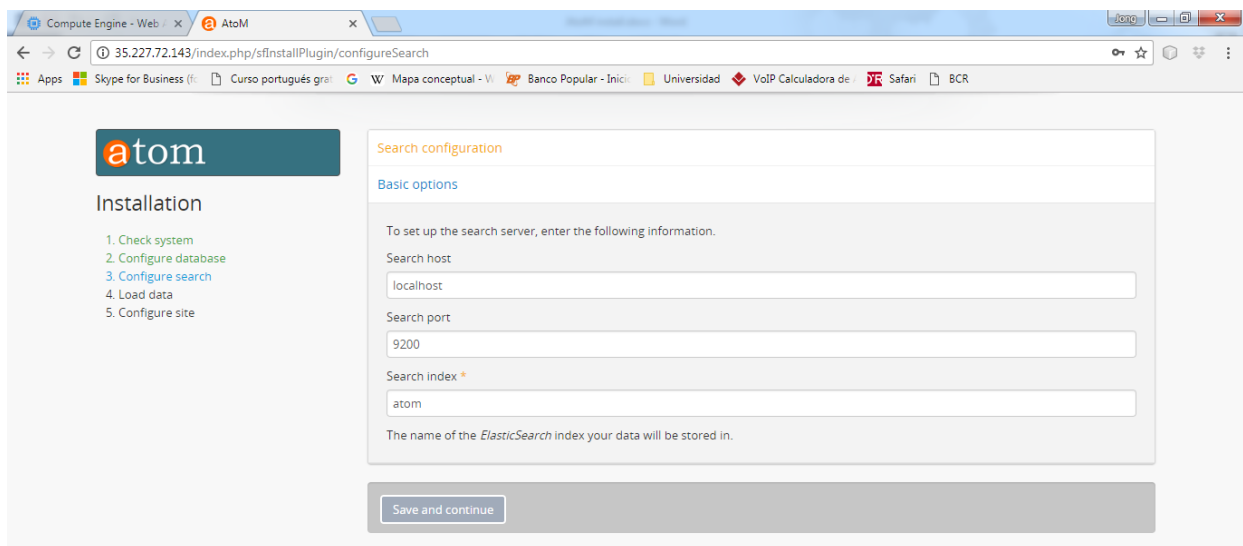 Compute Engine - Web
AtoM
Jong
35.227.72.143/index.php/sfInstallPlugin/configureSearch
Apps
Skype for Business (fo
Curso portugués grat
Mapa conceptual - W
Banco Popular - Inici
Universidad
VoIP Calculadora de
Safari
BCR
atom
Installation
1. Check system
2. Configure database
3. Configure search
4. Load data
5. Configure site
Search configuration
Basic options
To set up the search server, enter the following information.
Search host
localhost
Search port
9200
Search index *
atom
The name of the ElasticSearch index your data will be stored in.
Save and continue